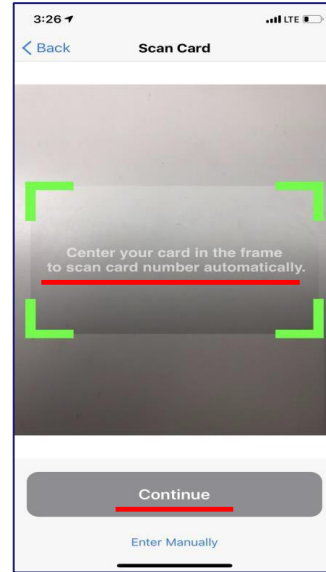 3:26
LTE
Back
Scan Card
Center your card in the frame
to scan card number automatically.
Continue
Enter Manually